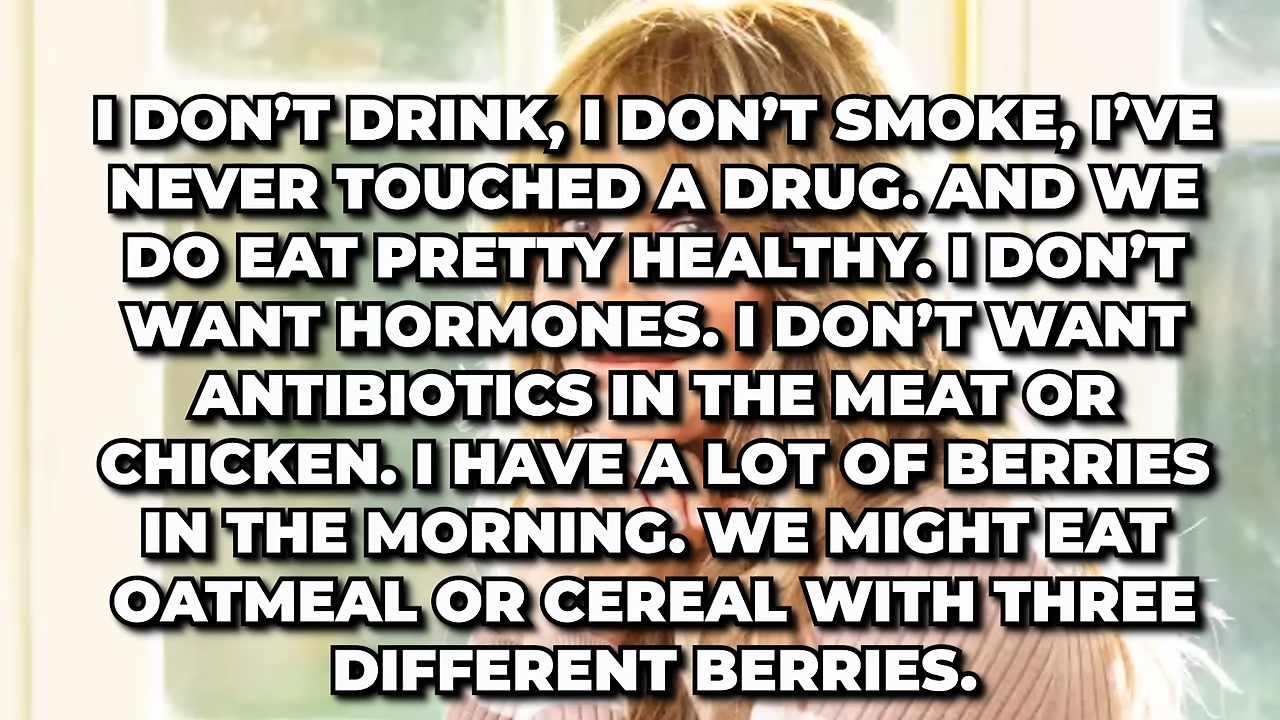 I DON’T DRINK, I DON’T SMOKE, I’VE
NEVER TOUCHED A DRUG. AND WE
DO EAT PRETTY HEALTHY. I DON’T
WANT HORMONES. I DON’T WANT
ANTIBIOTICS IN THE MEAT OR
CHICKEN. I HAVE A LOT OF BERRIES
IN THE MORNING. WE MIGHT EAT
OATMEAL OR CEREAL WITH THREE
DIFFERENT BERRIES.